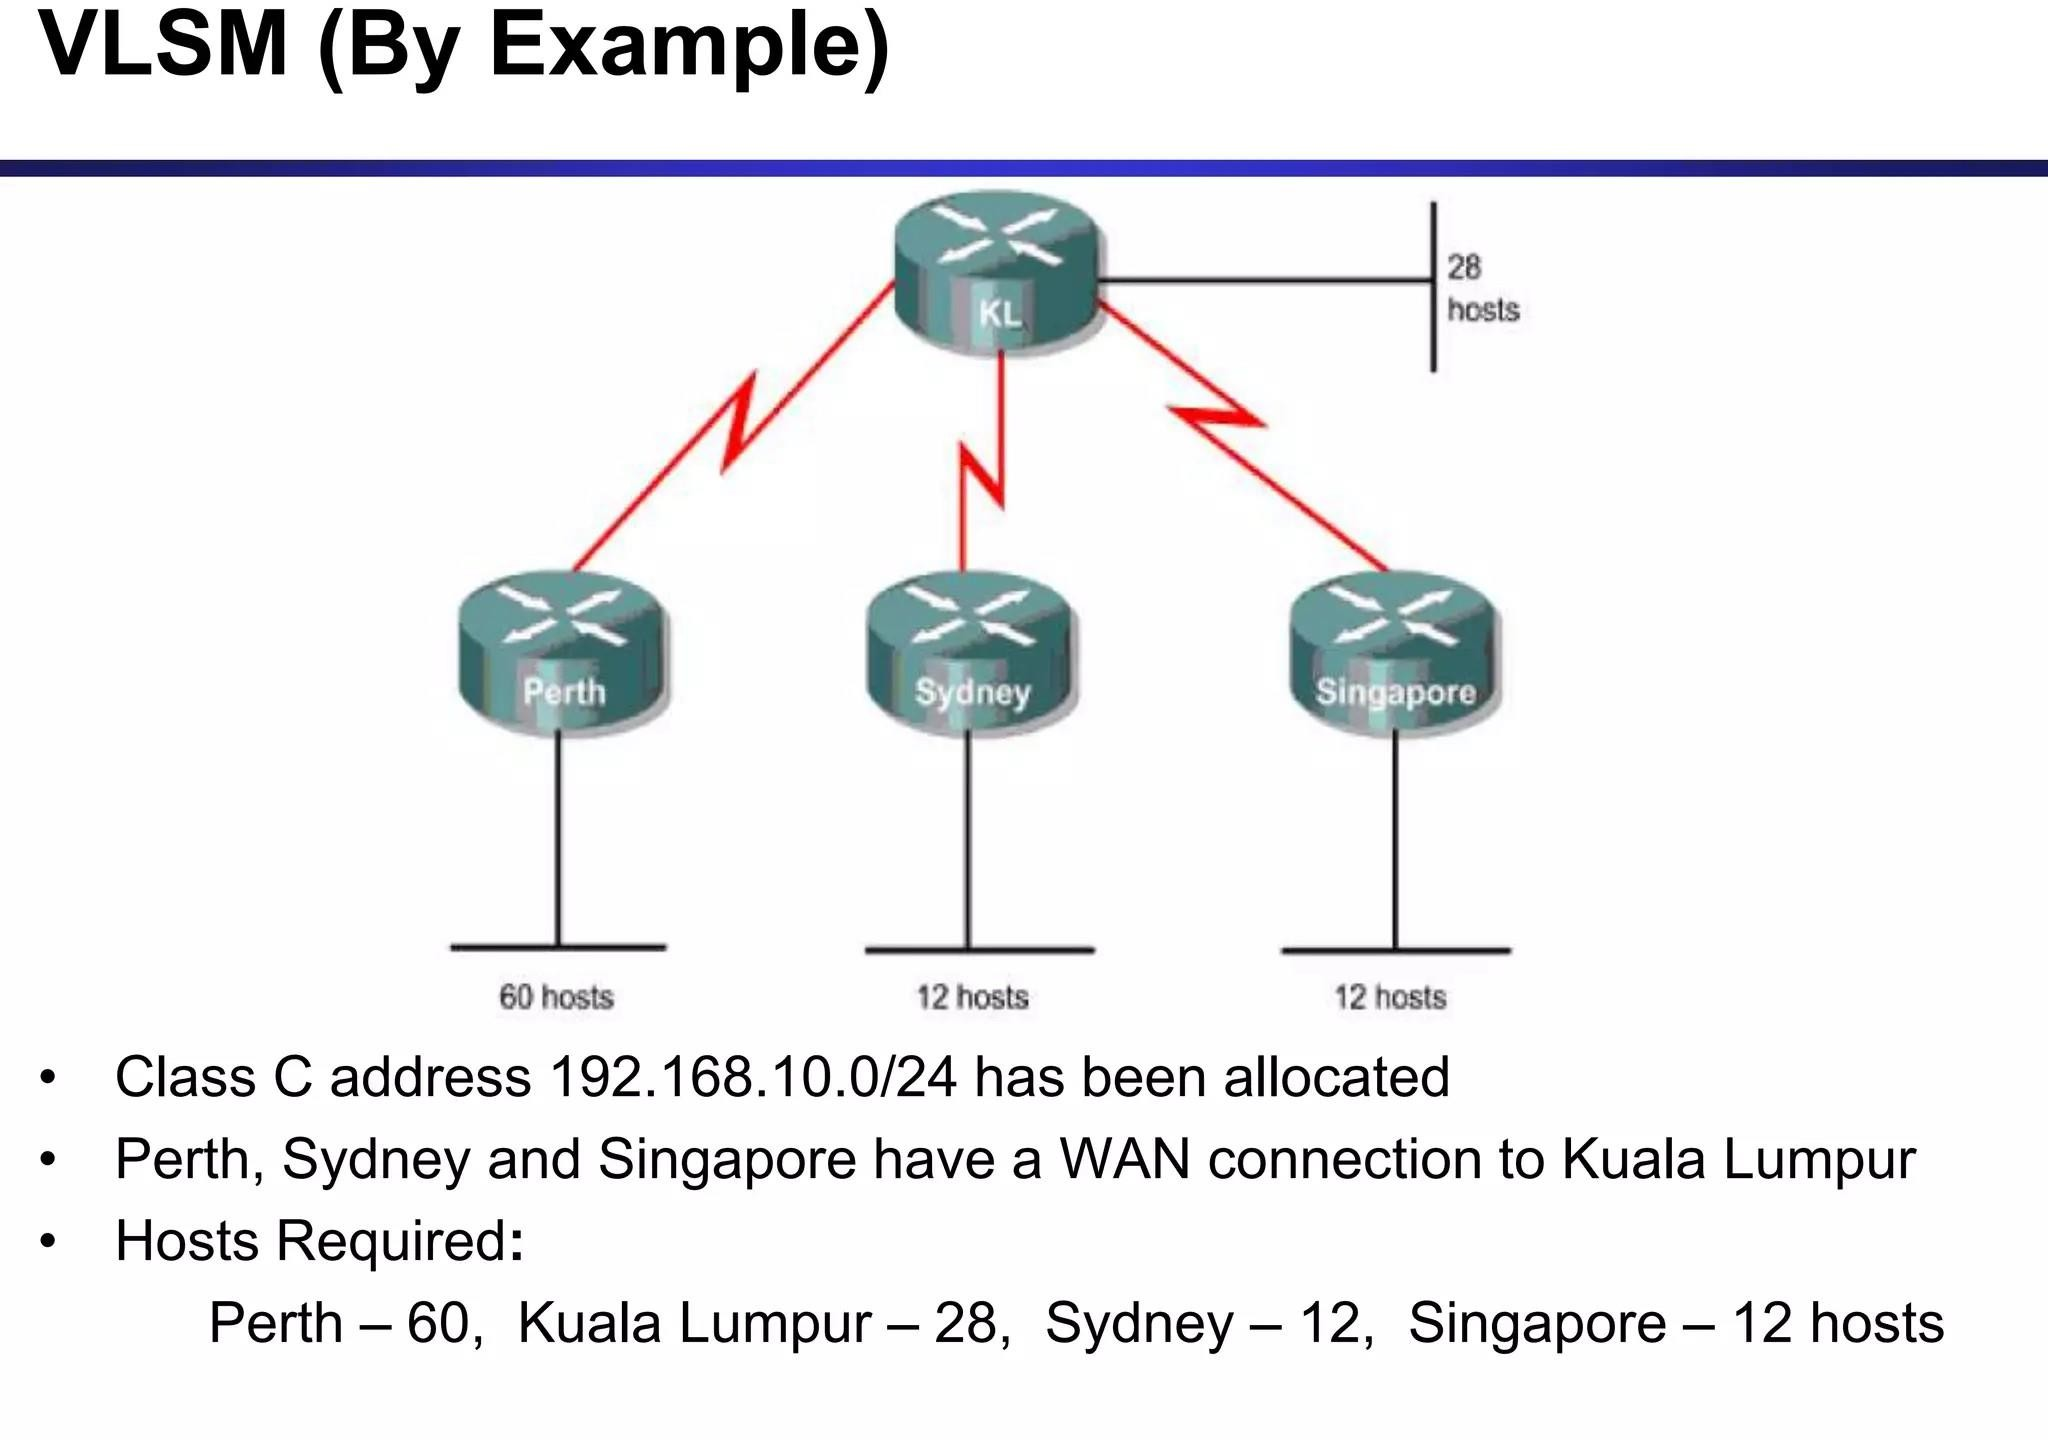 VLSM (By Example)
KL
28
hosts
Perth
Sydney
Singapore
60 hosts
12 hosts
12 hosts
• Class C address 192.168.10.0/24 has been allocated
• Perth, Sydney and Singapore have a WAN connection to Kuala Lumpur
• Hosts Required:
Perth – 60, Kuala Lumpur – 28, Sydney – 12, Singapore – 12 hosts